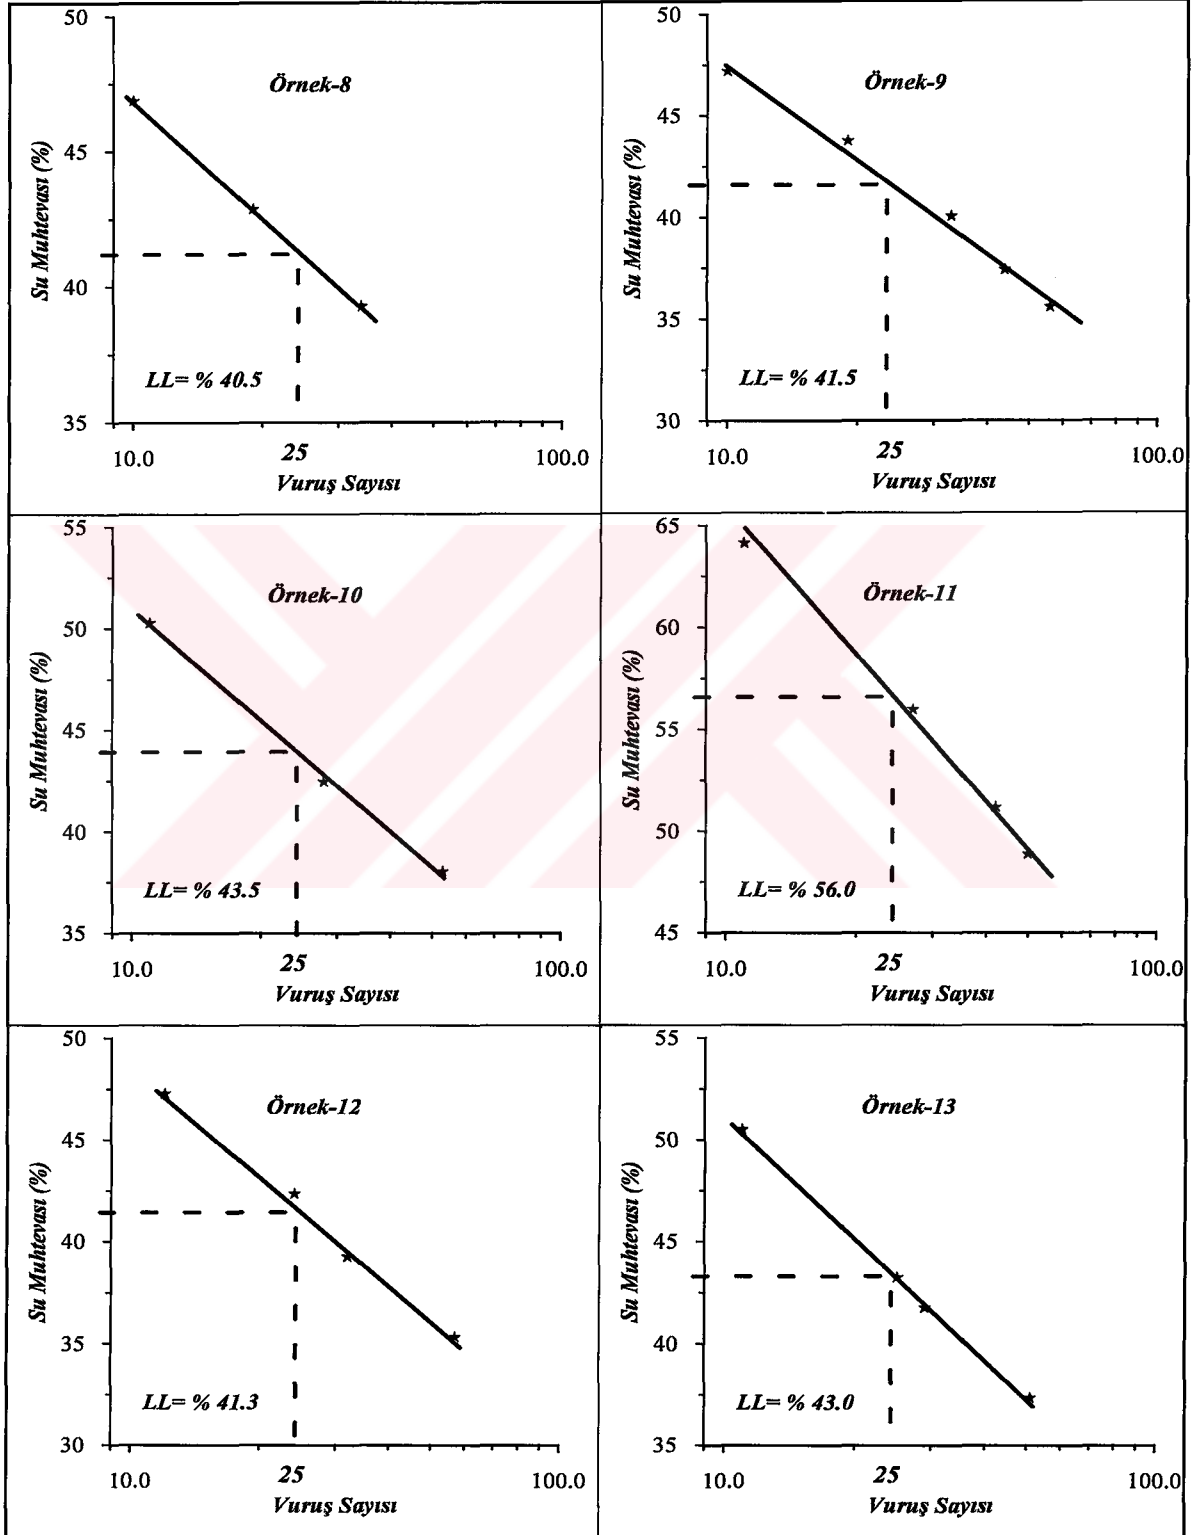 50
45
40
35
Su Muhtevası (%)
Örnek-8
LL= % 40.5
10.0
25
100.0
Vuruş Sayısı
50
45
40
35
30
Su Muhtevası (%)
Örnek-9
LL= % 41.5
10.0
25
100.0
Vuruş Sayısı
55
50
45
40
35
Su Muhtevası (%)
Örnek-10
LL= % 43.5
10.0
25
100.0
Vuruş Sayısı
65
60
55
50
45
Su Muhtevası (%)
Örnek-11
LL= % 56.0
10.0
25
100.0
Vuruş Sayısı
50
45
40
35
30
Su Muhtevası (%)
Örnek-12
LL= % 41.3
10.0
25
100.0
Vuruş Sayısı
55
50
45
40
35
Su Muhtevası (%)
Örnek-13
LL= % 43.0
10.0
25
100.0
Vuruş Sayısı